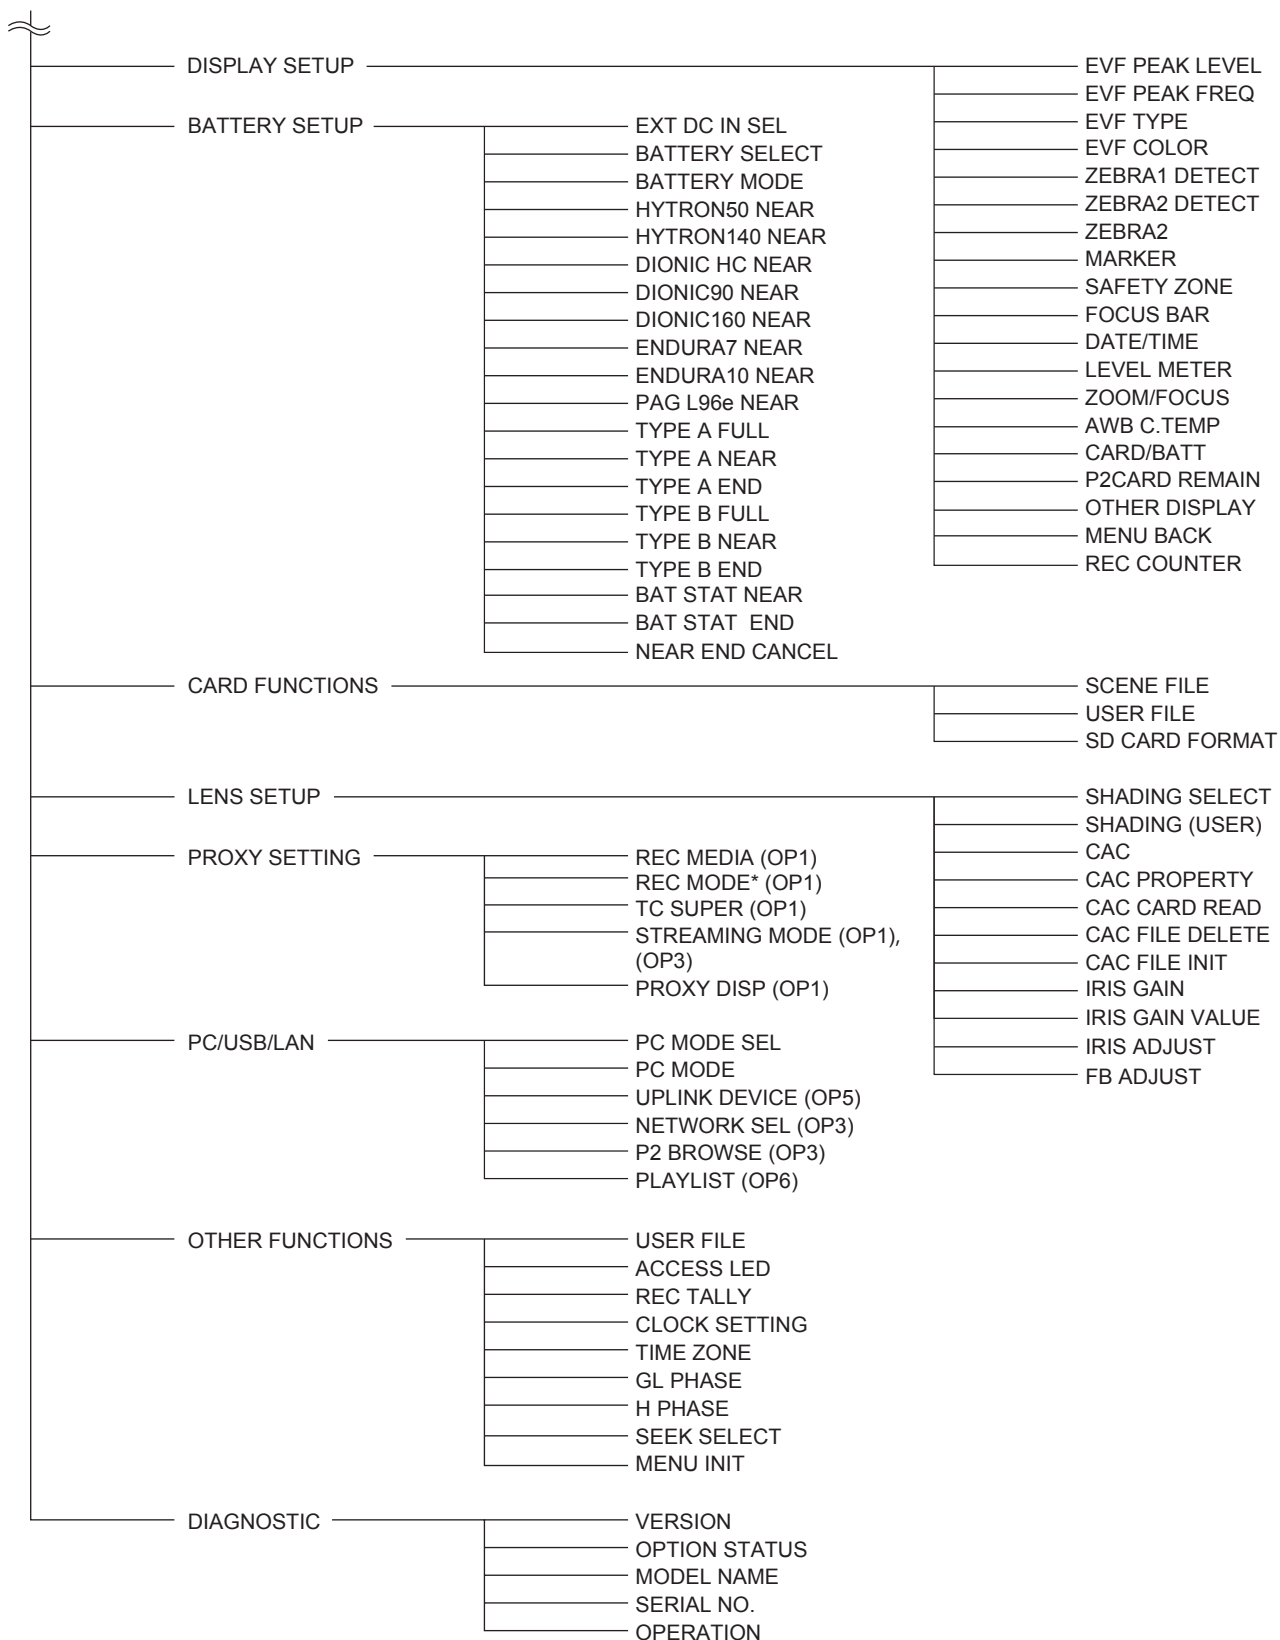 DISPLAY SETUP
EVF PEAK LEVEL
EVF PEAK FREQ
EVF TYPE
EVF COLOR
ZEBRA1 DETECT
ZEBRA2 DETECT
ZEBRA2
MARKER
SAFETY ZONE
FOCUS BAR
DATE/TIME
LEVEL METER
ZOOM/FOCUS
AWB C.TEMP
CARD/BATT
P2CARD REMAIN
OTHER DISPLAY
MENU BACK
REC COUNTER
BATTERY SETUP
EXT DC IN SEL
BATTERY SELECT
BATTERY MODE
HYTRON50 NEAR
HYTRON140 NEAR
DIONIC HC NEAR
DIONIC90 NEAR
DIONIC160 NEAR
ENDURA7 NEAR
ENDURA10 NEAR
PAG L96e NEAR
TYPE A FULL
TYPE A NEAR
TYPE A END
TYPE B FULL
TYPE B NEAR
TYPE B END
BAT STAT NEAR
BAT STAT  END
NEAR END CANCEL
CARD FUNCTIONS
SCENE FILE
USER FILE
SD CARD FORMAT
LENS SETUP
SHADING SELECT
SHADING (USER)
CAC
CAC PROPERTY
CAC CARD READ
CAC FILE DELETE
CAC FILE INIT
IRIS GAIN
IRIS GAIN VALUE
IRIS ADJUST
FB ADJUST
PROXY SETTING
REC MEDIA (OP1)
REC MODE* (OP1)
TC SUPER (OP1)
STREAMING MODE (OP1),
(OP3)
PROXY DISP (OP1)
PC/USB/LAN
PC MODE SEL
PC MODE
UPLINK DEVICE (OP5)
NETWORK SEL (OP3)
P2 BROWSE (OP3)
PLAYLIST (OP6)
OTHER FUNCTIONS
USER FILE
ACCESS LED
REC TALLY
CLOCK SETTING
TIME ZONE
GL PHASE
H PHASE
SEEK SELECT
MENU INIT
DIAGNOSTIC
VERSION
OPTION STATUS
MODEL NAME
SERIAL NO.
OPERATION